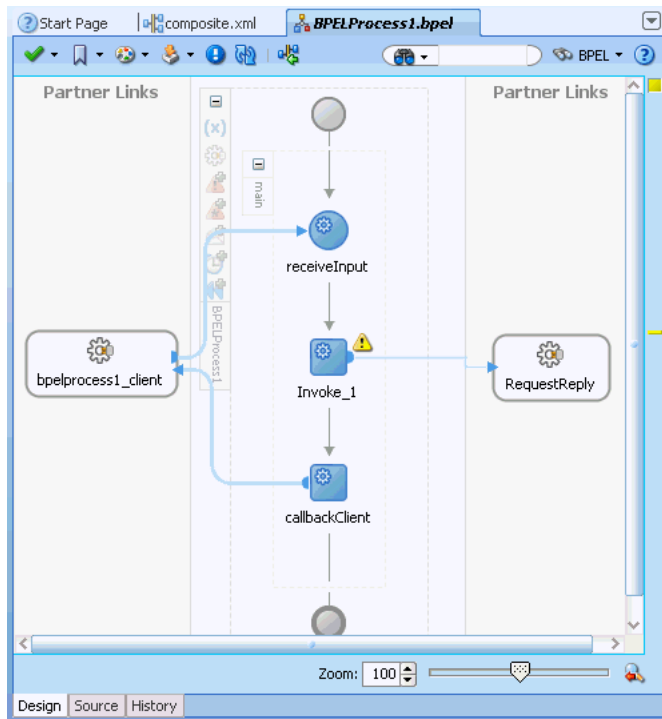 Start Page composite.xml BPELProcess1.bpel
BPEL
Partner Links Partner Links
main
receiveInput
BPELProcess1
bpelprocess1_client
Invoke_1
RequestReply
callbackClient
Zoom: 100
Design Source History